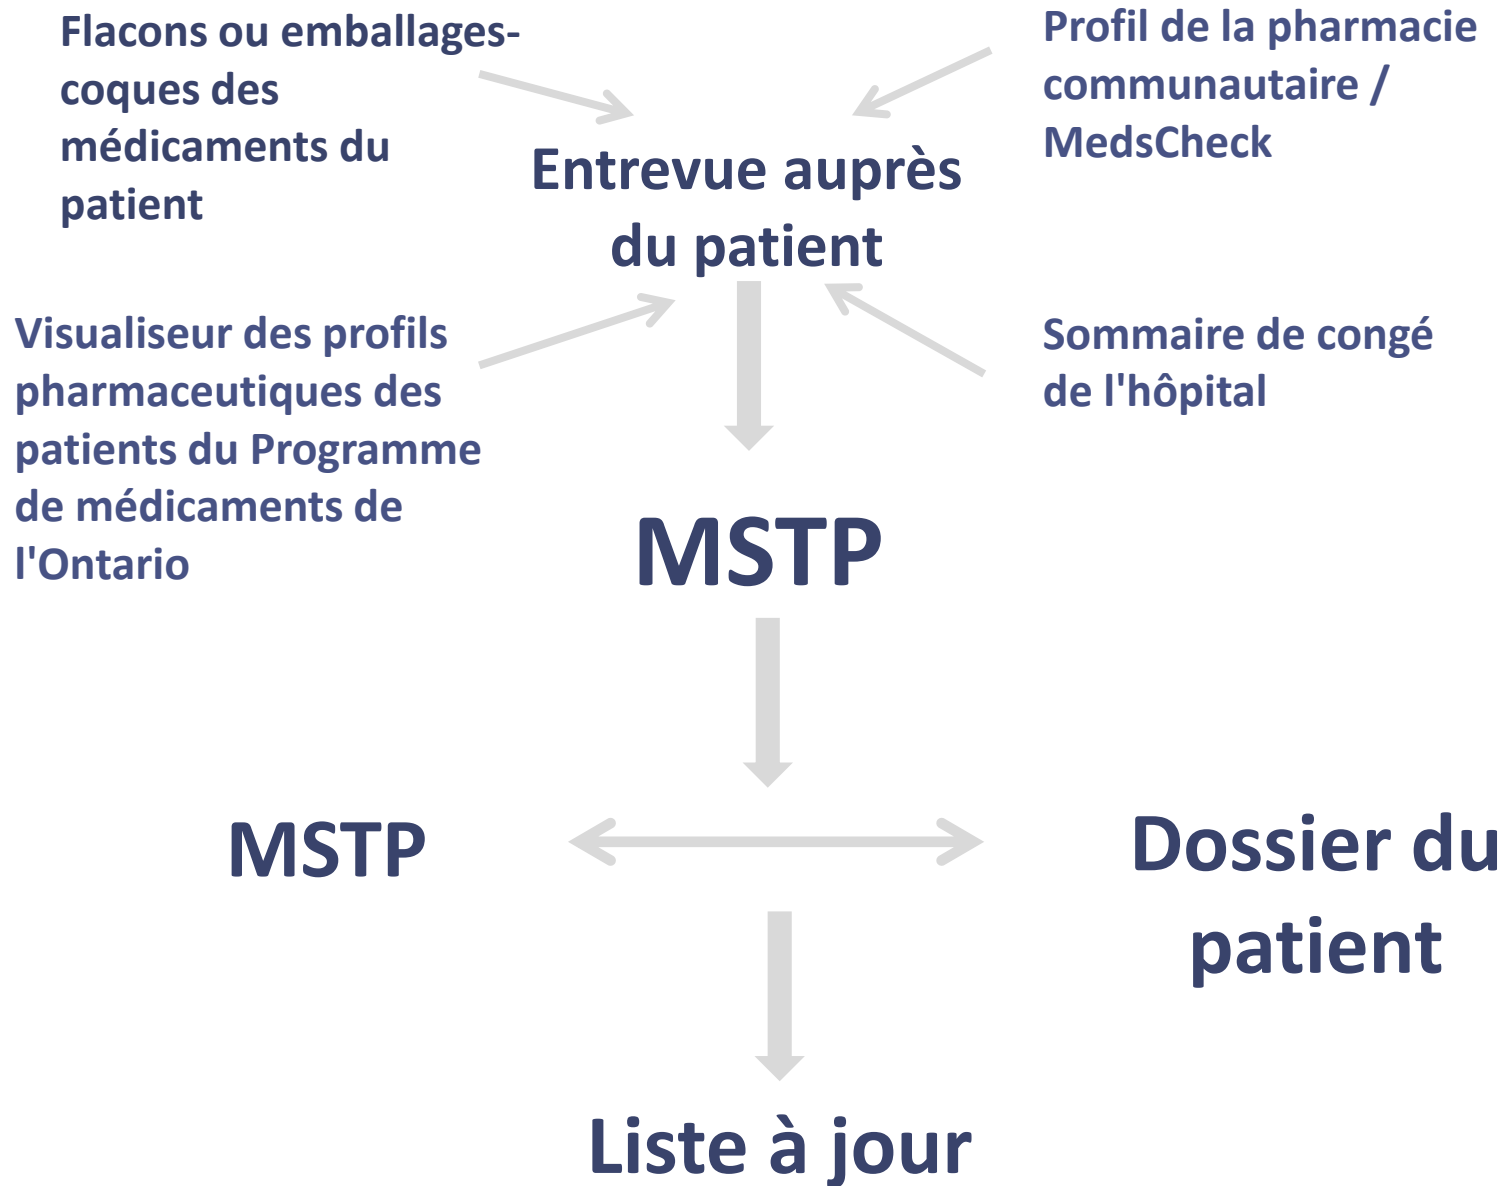 Flacons ou emballages-
coques des
médicaments du
patient
Profil de la pharmacie
communautaire /
MedsCheck
Entrevue auprès
du patient
Visualiseur des profils
pharmaceutiques des
patients du Programme
de médicaments de
l'Ontario
Sommaire de congé
de l'hôpital
MSTP
MSTP
Dossier du
patient
Liste à jour